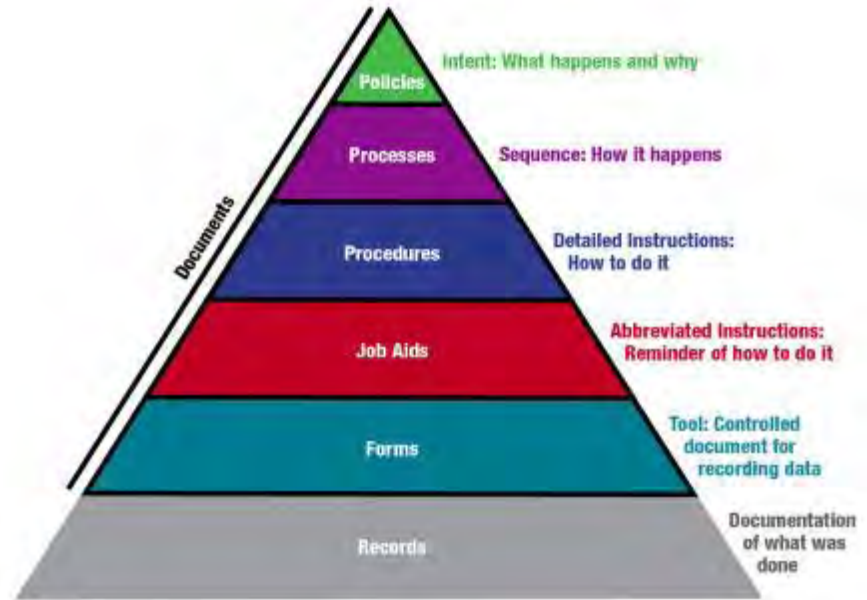 Policies
Intent: What happens and why
Processes
Sequence: How it happens
Documents
Procedures
Detailed Instructions:
How to do it
Job Aids
Abbreviated Instructions:
Reminder of how to do it
Forms
Tool: Controlled
document for
recording data
Records
Documentation
of what was
done